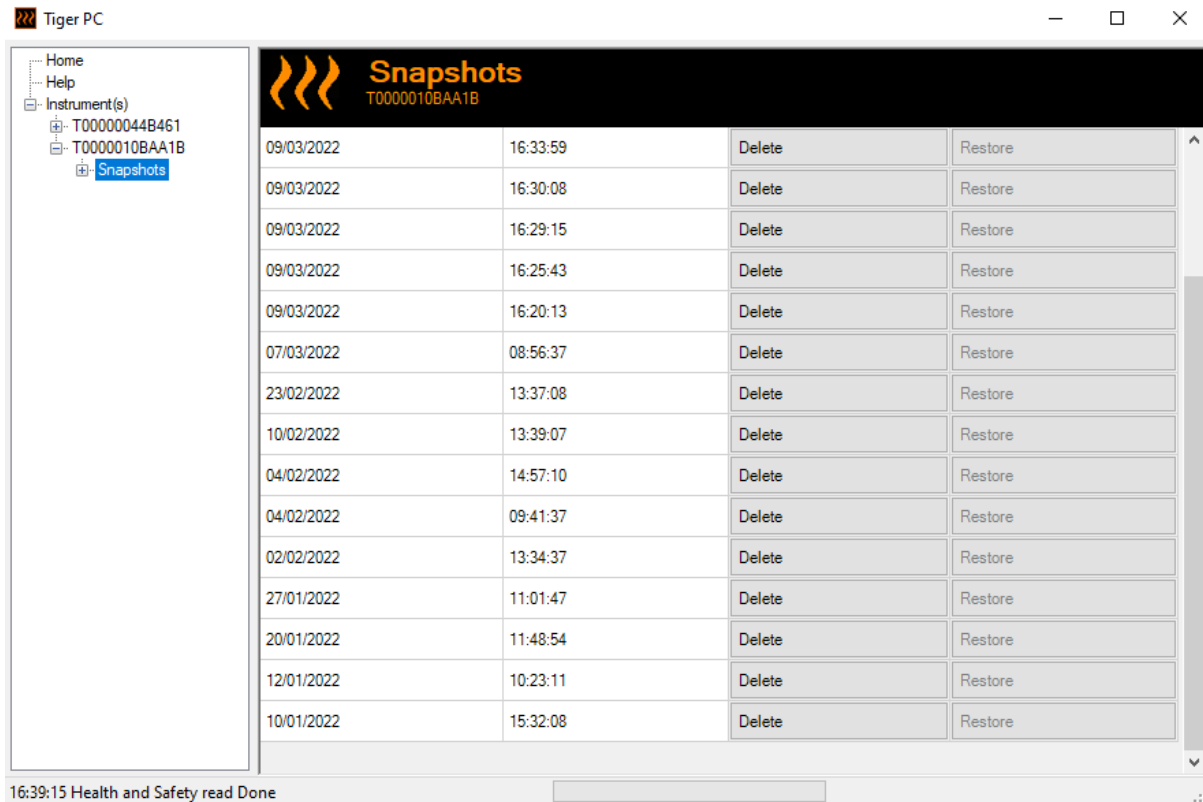 Tiger PC
Home
Help
Instrument(s)
T00000044B461
T0000010BAA1B
Snapshots
Snapshots
T0000010BAA1B
09/03/2022 16:33:59 Delete Restore
09/03/2022 16:30:08 Delete Restore
09/03/2022 16:29:15 Delete Restore
09/03/2022 16:25:43 Delete Restore
09/03/2022 16:20:13 Delete Restore
07/03/2022 08:56:37 Delete Restore
23/02/2022 13:37:08 Delete Restore
10/02/2022 13:39:07 Delete Restore
04/02/2022 14:57:10 Delete Restore
04/02/2022 09:41:37 Delete Restore
02/02/2022 13:34:37 Delete Restore
27/01/2022 11:01:47 Delete Restore
20/01/2022 11:48:54 Delete Restore
12/01/2022 10:23:11 Delete Restore
10/01/2022 15:32:08 Delete Restore
16:39:15 Health and Safety read Done